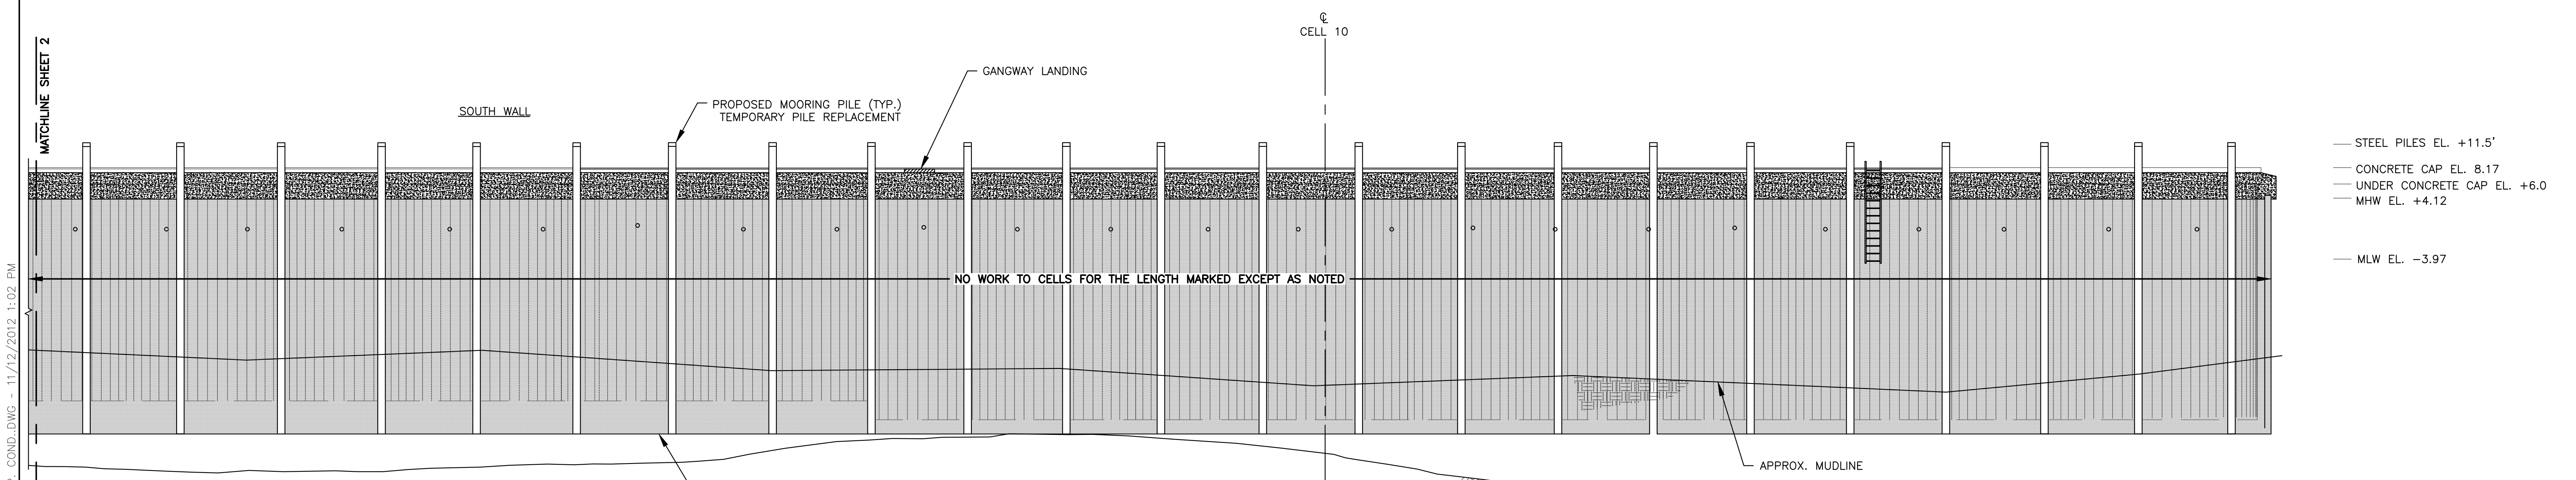 ℄
CELL 10
MATCHLINE SHEET 2
GANGWAY LANDING
PROPOSED MOORING PILE (TYP.)
TEMPORARY PILE REPLACEMENT
SOUTH WALL
STEEL PILES EL. +11.5'
CONCRETE CAP EL. 8.17
UNDER CONCRETE CAP EL. +6.0
MHW EL. +4.12
MLW EL. -3.97
NO WORK TO CELLS FOR THE LENGTH MARKED EXCEPT AS NOTED
APPROX. MUDLINE
COND..DWG - 11/12/2012 1:02 PM